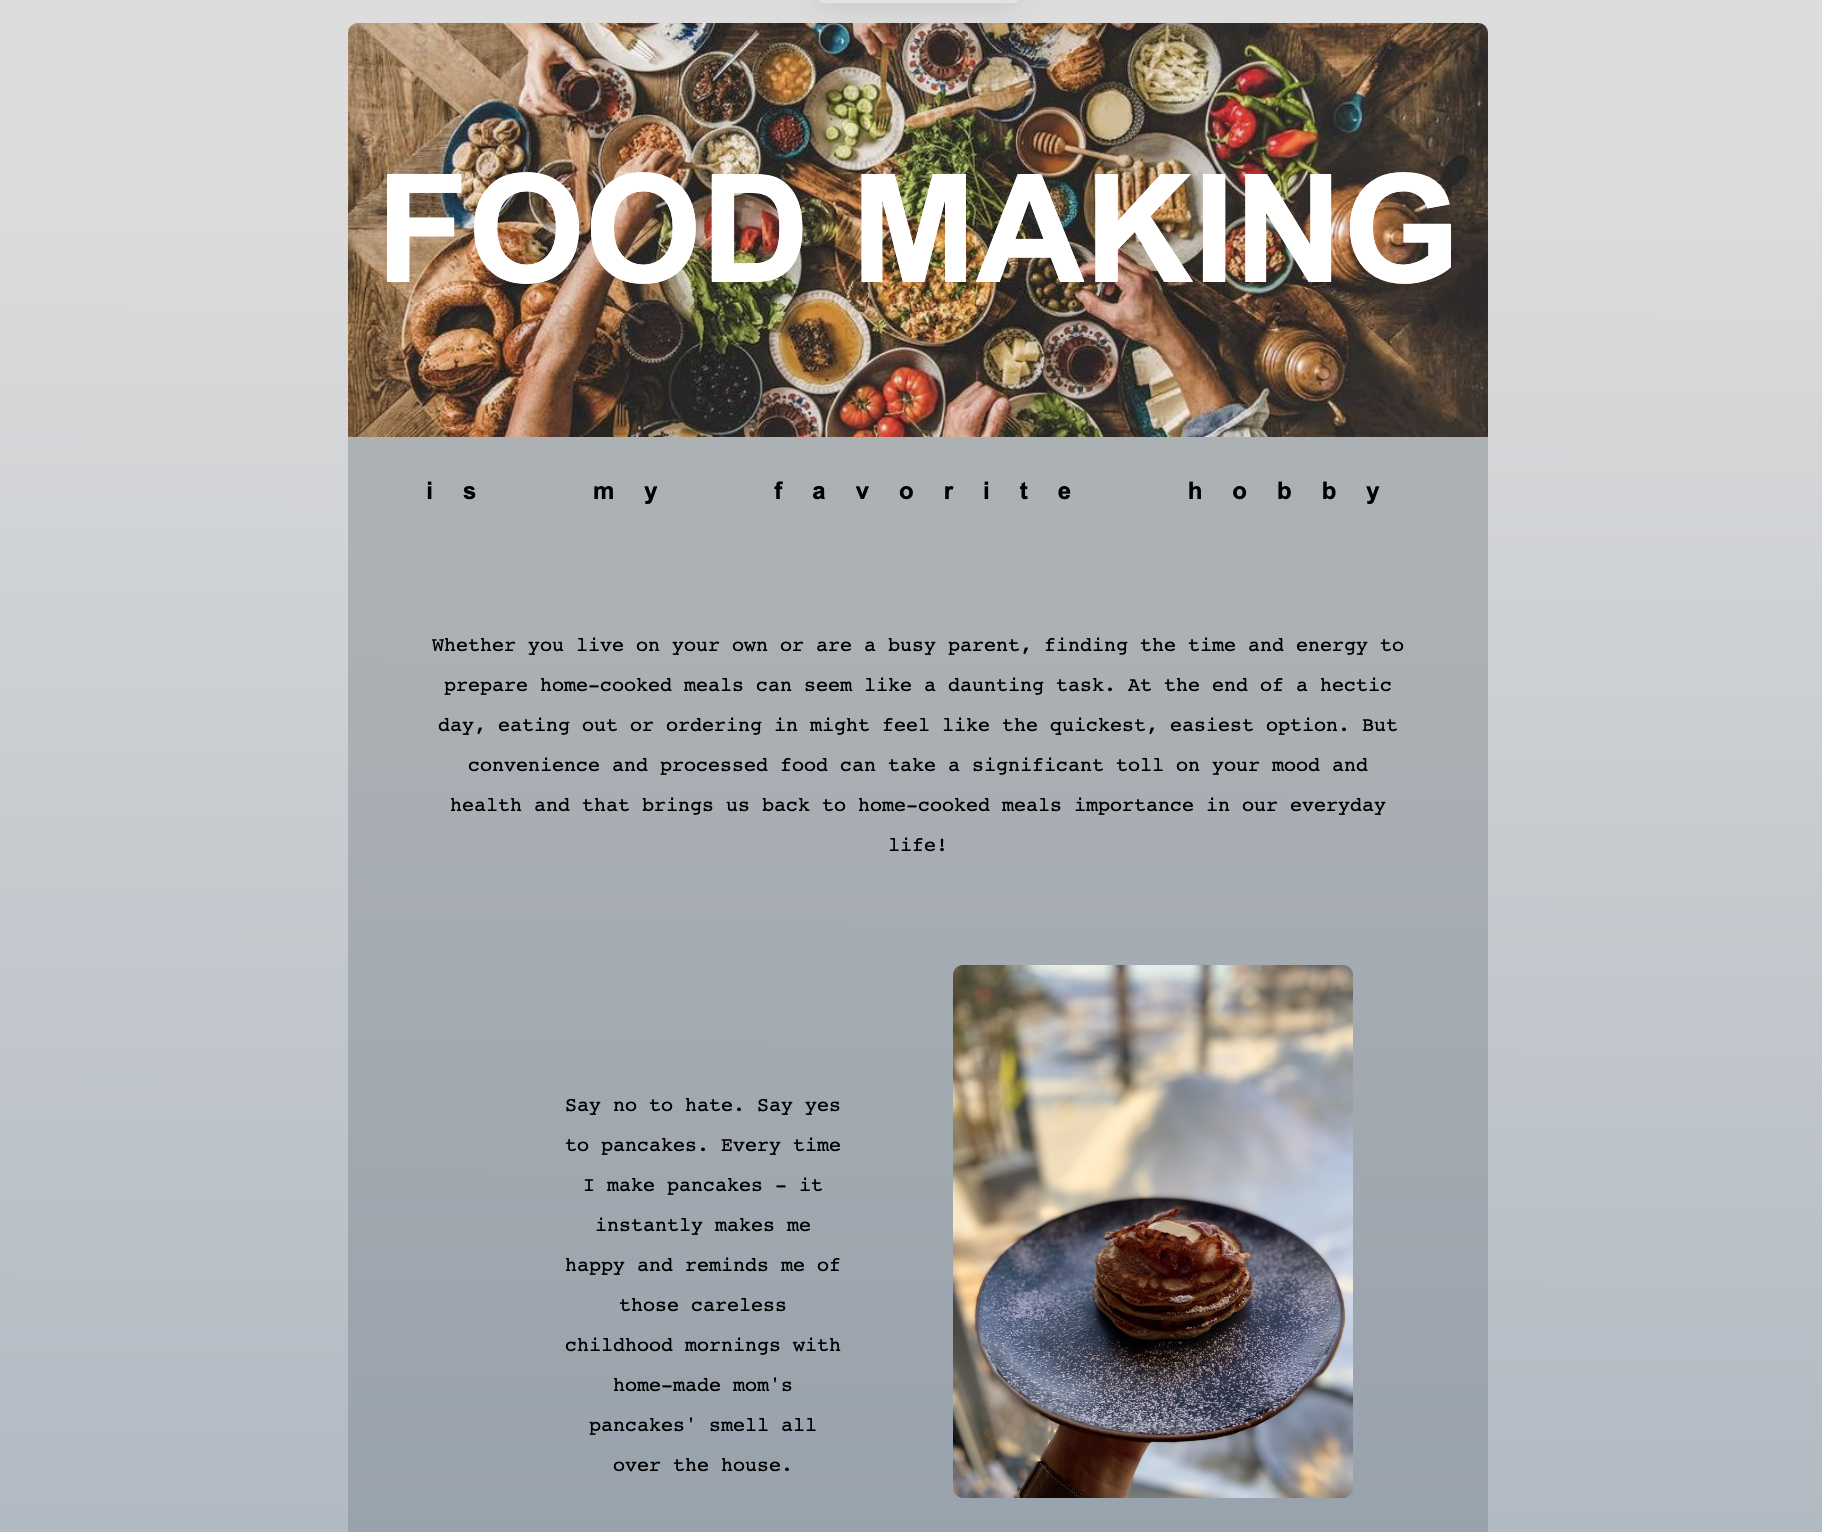 FOOD MAKING
is my favorite hobby
Whether you live on your own or are a busy parent, finding the time and energy to
prepare home-cooked meals can seem like a daunting task. At the end of a hectic
day, eating out or ordering in might feel like the quickest, easiest option. But
convenience and processed food can take a significant toll on your mood and
health and that brings us back to home-cooked meals importance in our everyday
life!
Say no to hate. Say yes
to pancakes. Every time
I make pancakes - it
instantly makes me
happy and reminds me of
those careless
childhood mornings with
home-made mom's
pancakes' smell all
over the house.